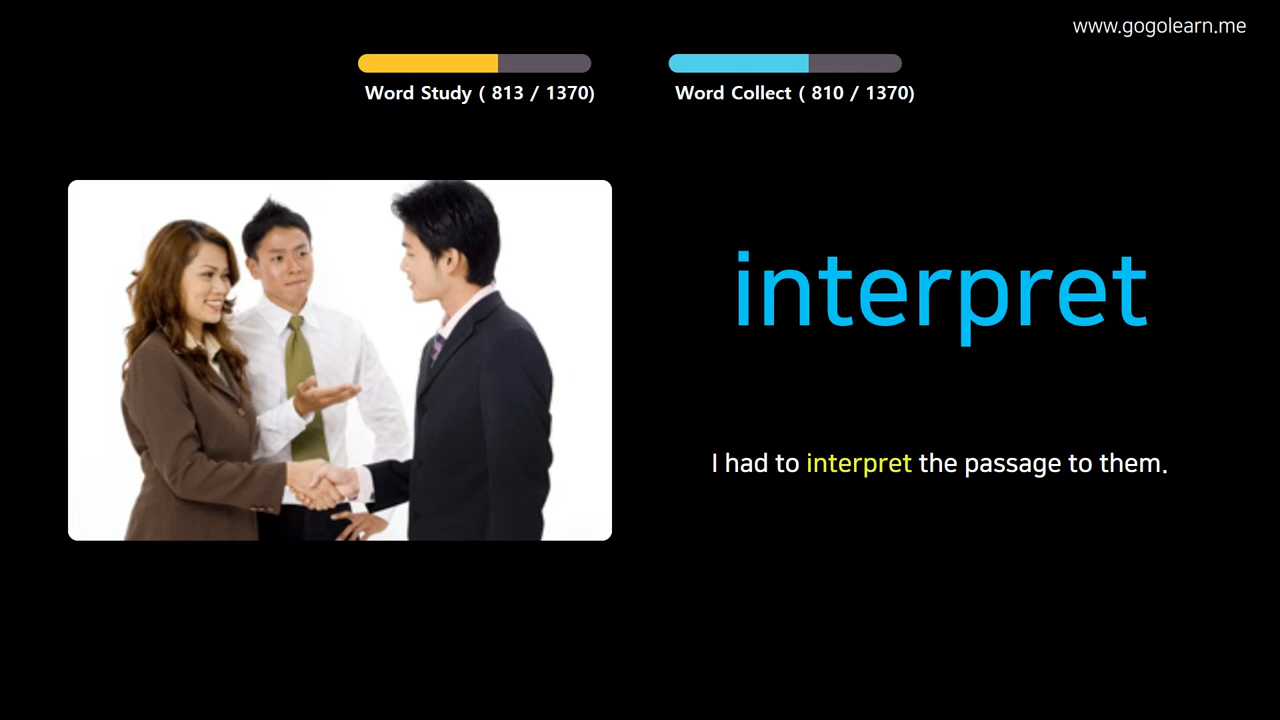 www.gogolearn.me
Word Study ( 813 / 1370)
Word Collect ( 810 / 1370)
interpret
I had to interpret the passage to them.